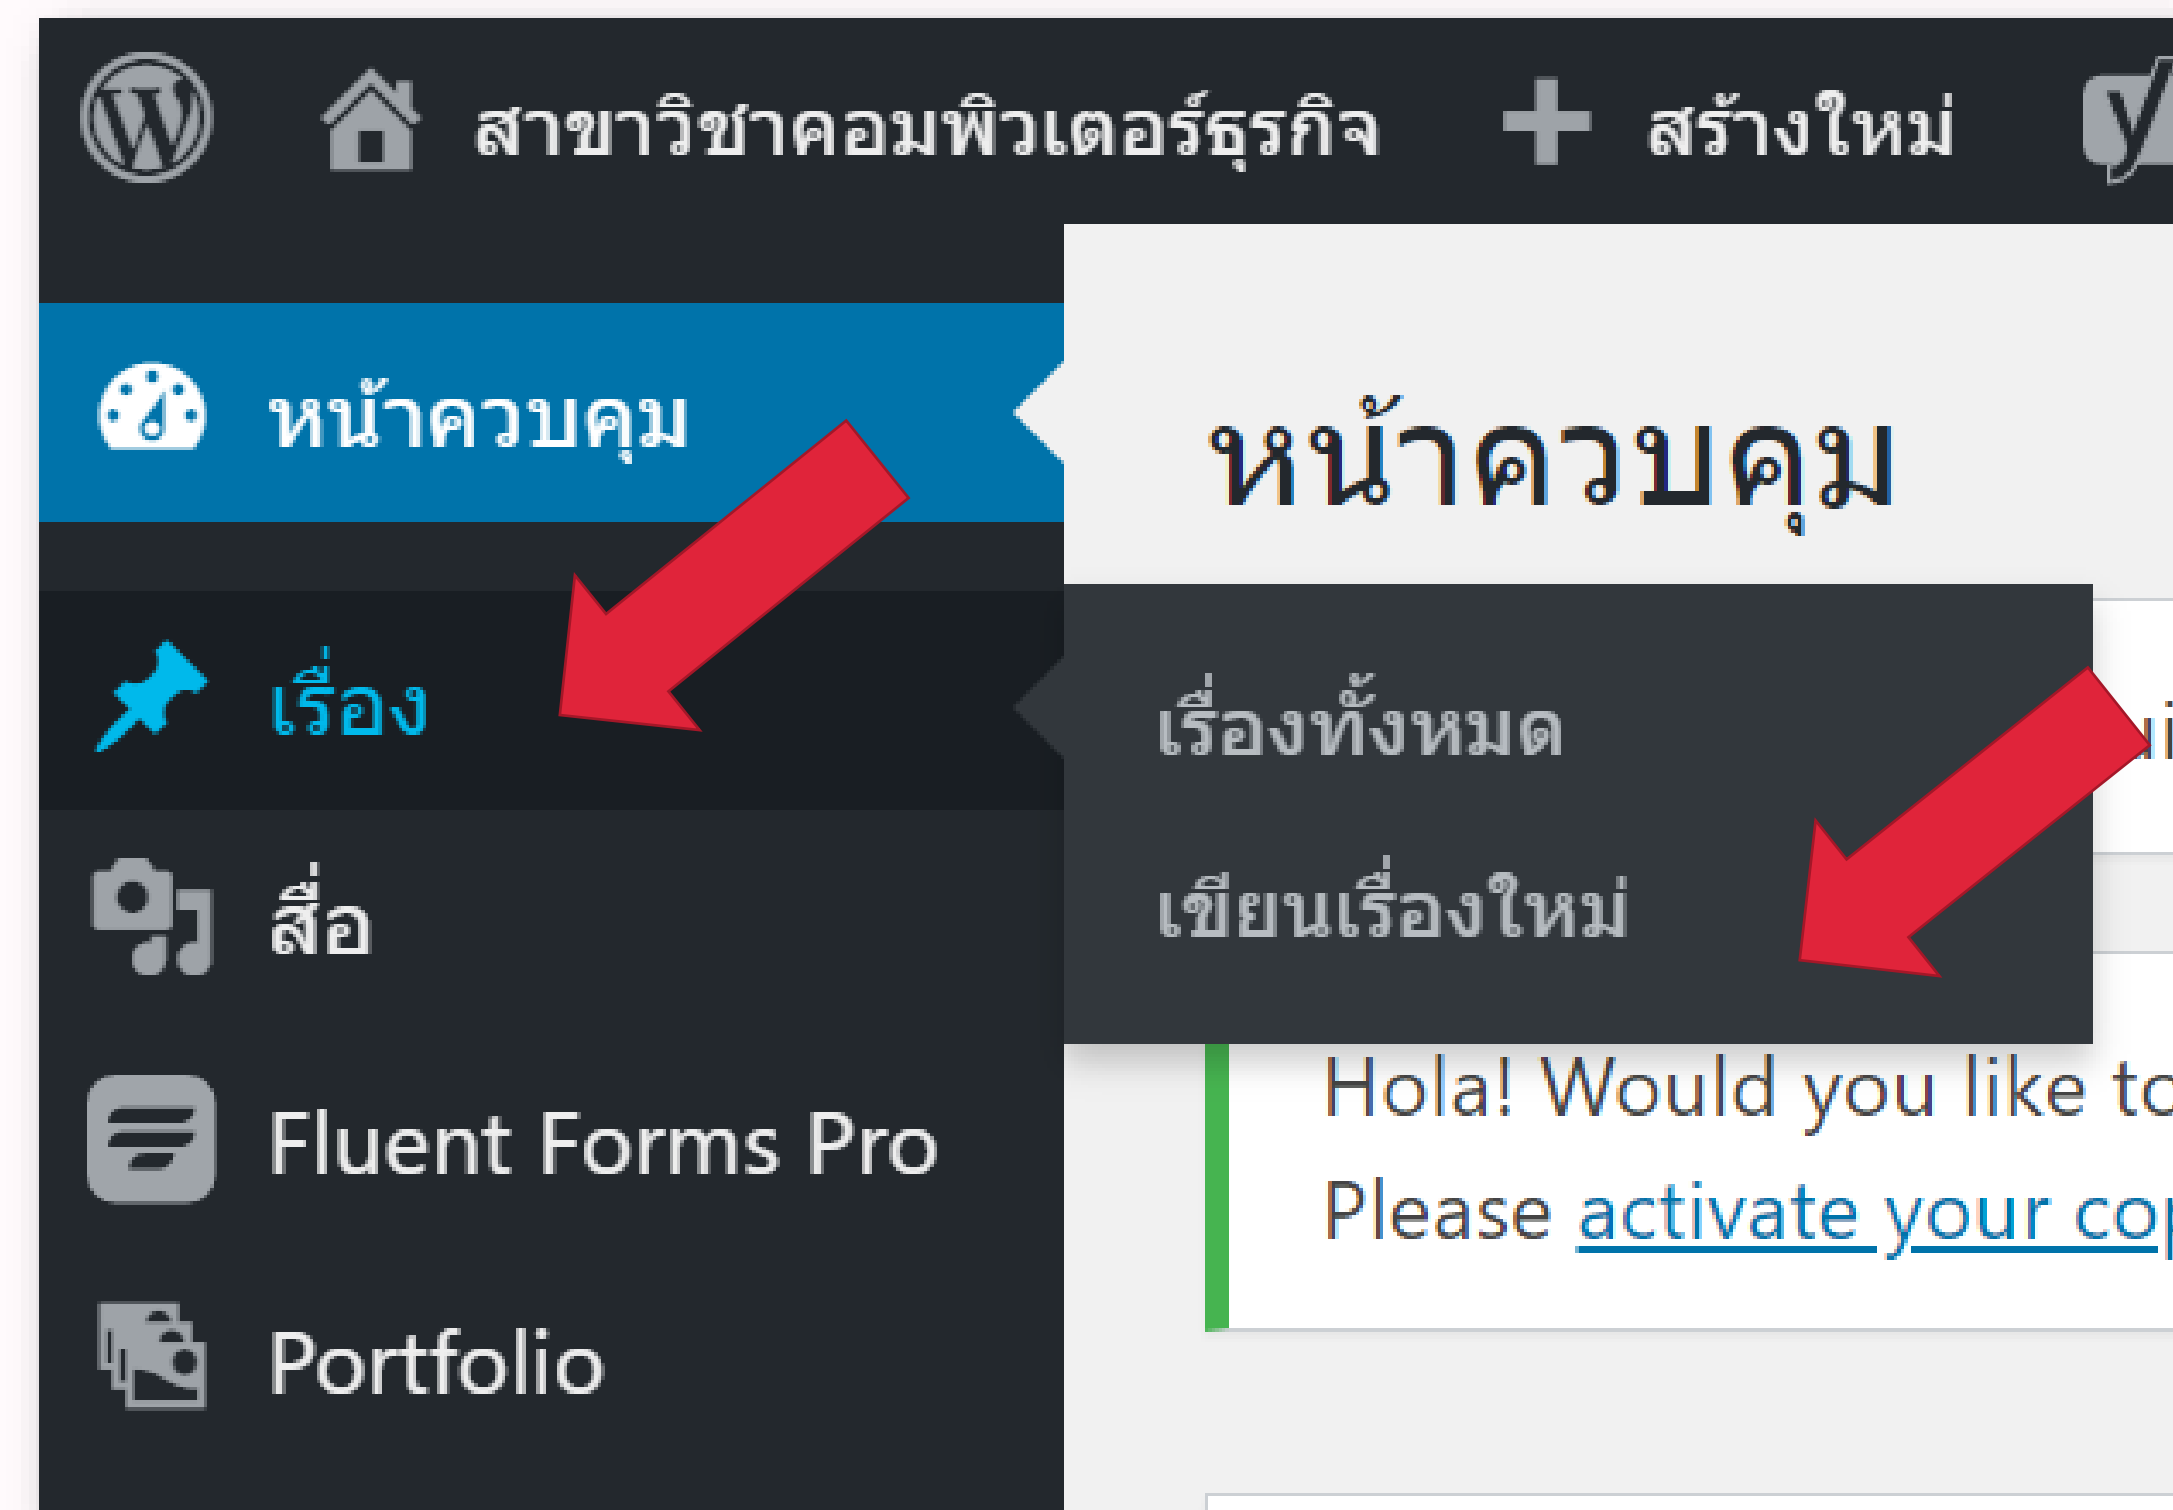 สาขาวิชาคอมพิวเตอร์ธุรกิจ สร้างใหม่
หน้าควบคุม
หน้าควบคุม
เรื่อง
เรื่องทั้งหมด
เขียนเรื่องใหม่
สื่อ
Fluent Forms Pro
Portfolio
Hola! Would you like to
Please activate your